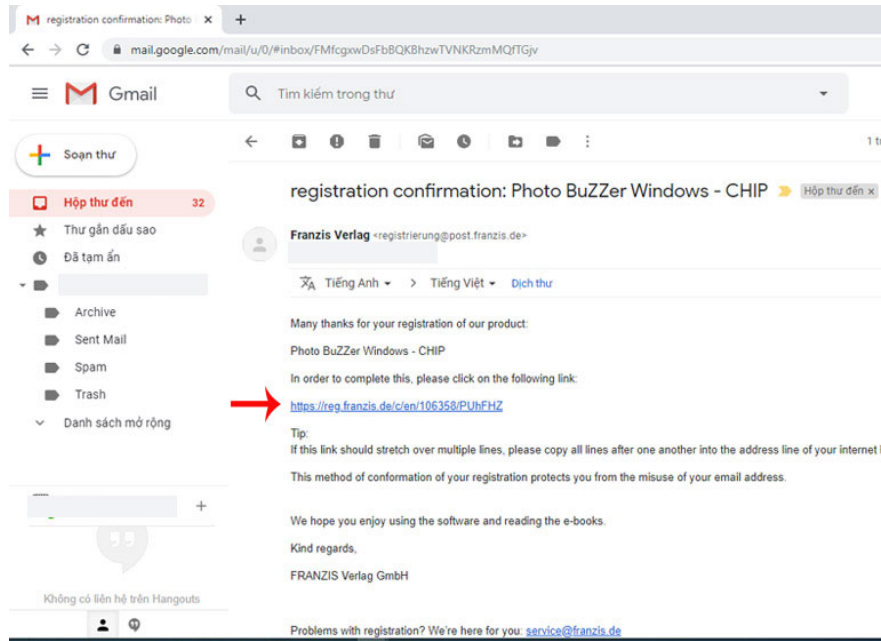 registration confirmation: Photo
mail.google.com/mail/u/0/#inbox/FMfcgxwDsFbBQKBhzwTVNKRzmMQfTGjv
Gmail
Tìm kiếm trong thư
Soạn thư
1 tr
Hộp thư đến 32
Thư gắn dấu sao
Đã tạm ẩn
Archive
Sent Mail
Spam
Trash
Danh sách mở rộng
Không có liên hệ trên Hangouts
registration confirmation: Photo BuZZer Windows - CHIP Hộp thư đến x
Franzis Verlag <registrierung@post.franzis.de>
Tiếng Anh > Tiếng Việt Dịch thư
Many thanks for your registration of our product:
Photo BuZZer Windows - CHIP
In order to complete this, please click on the following link:
https://reg.franzis.de/c/en/106358/PUhFHZ
Tip:
If this link should stretch over multiple lines, please copy all lines after one another into the address line of your internet
This method of conformation of your registration protects you from the misuse of your email address.
We hope you enjoy using the software and reading the e-books.
Kind regards,
FRANZIS Verlag GmbH
Problems with registration? We're here for you: service@franzis.de